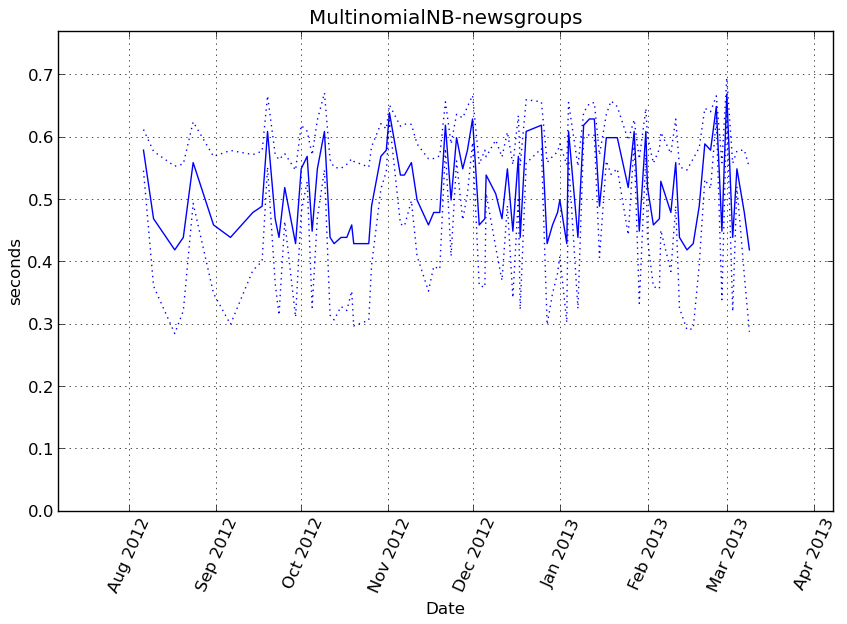 MultinomialNB-newsgroups
0.7
0.6
0.5
0.4
0.3
0.2
0.1
0.0
seconds
Aug 2012
Sep 2012
Oct 2012
Nov 2012
Dec 2012
Jan 2013
Feb 2013
Mar 2013
Apr 2013
Date